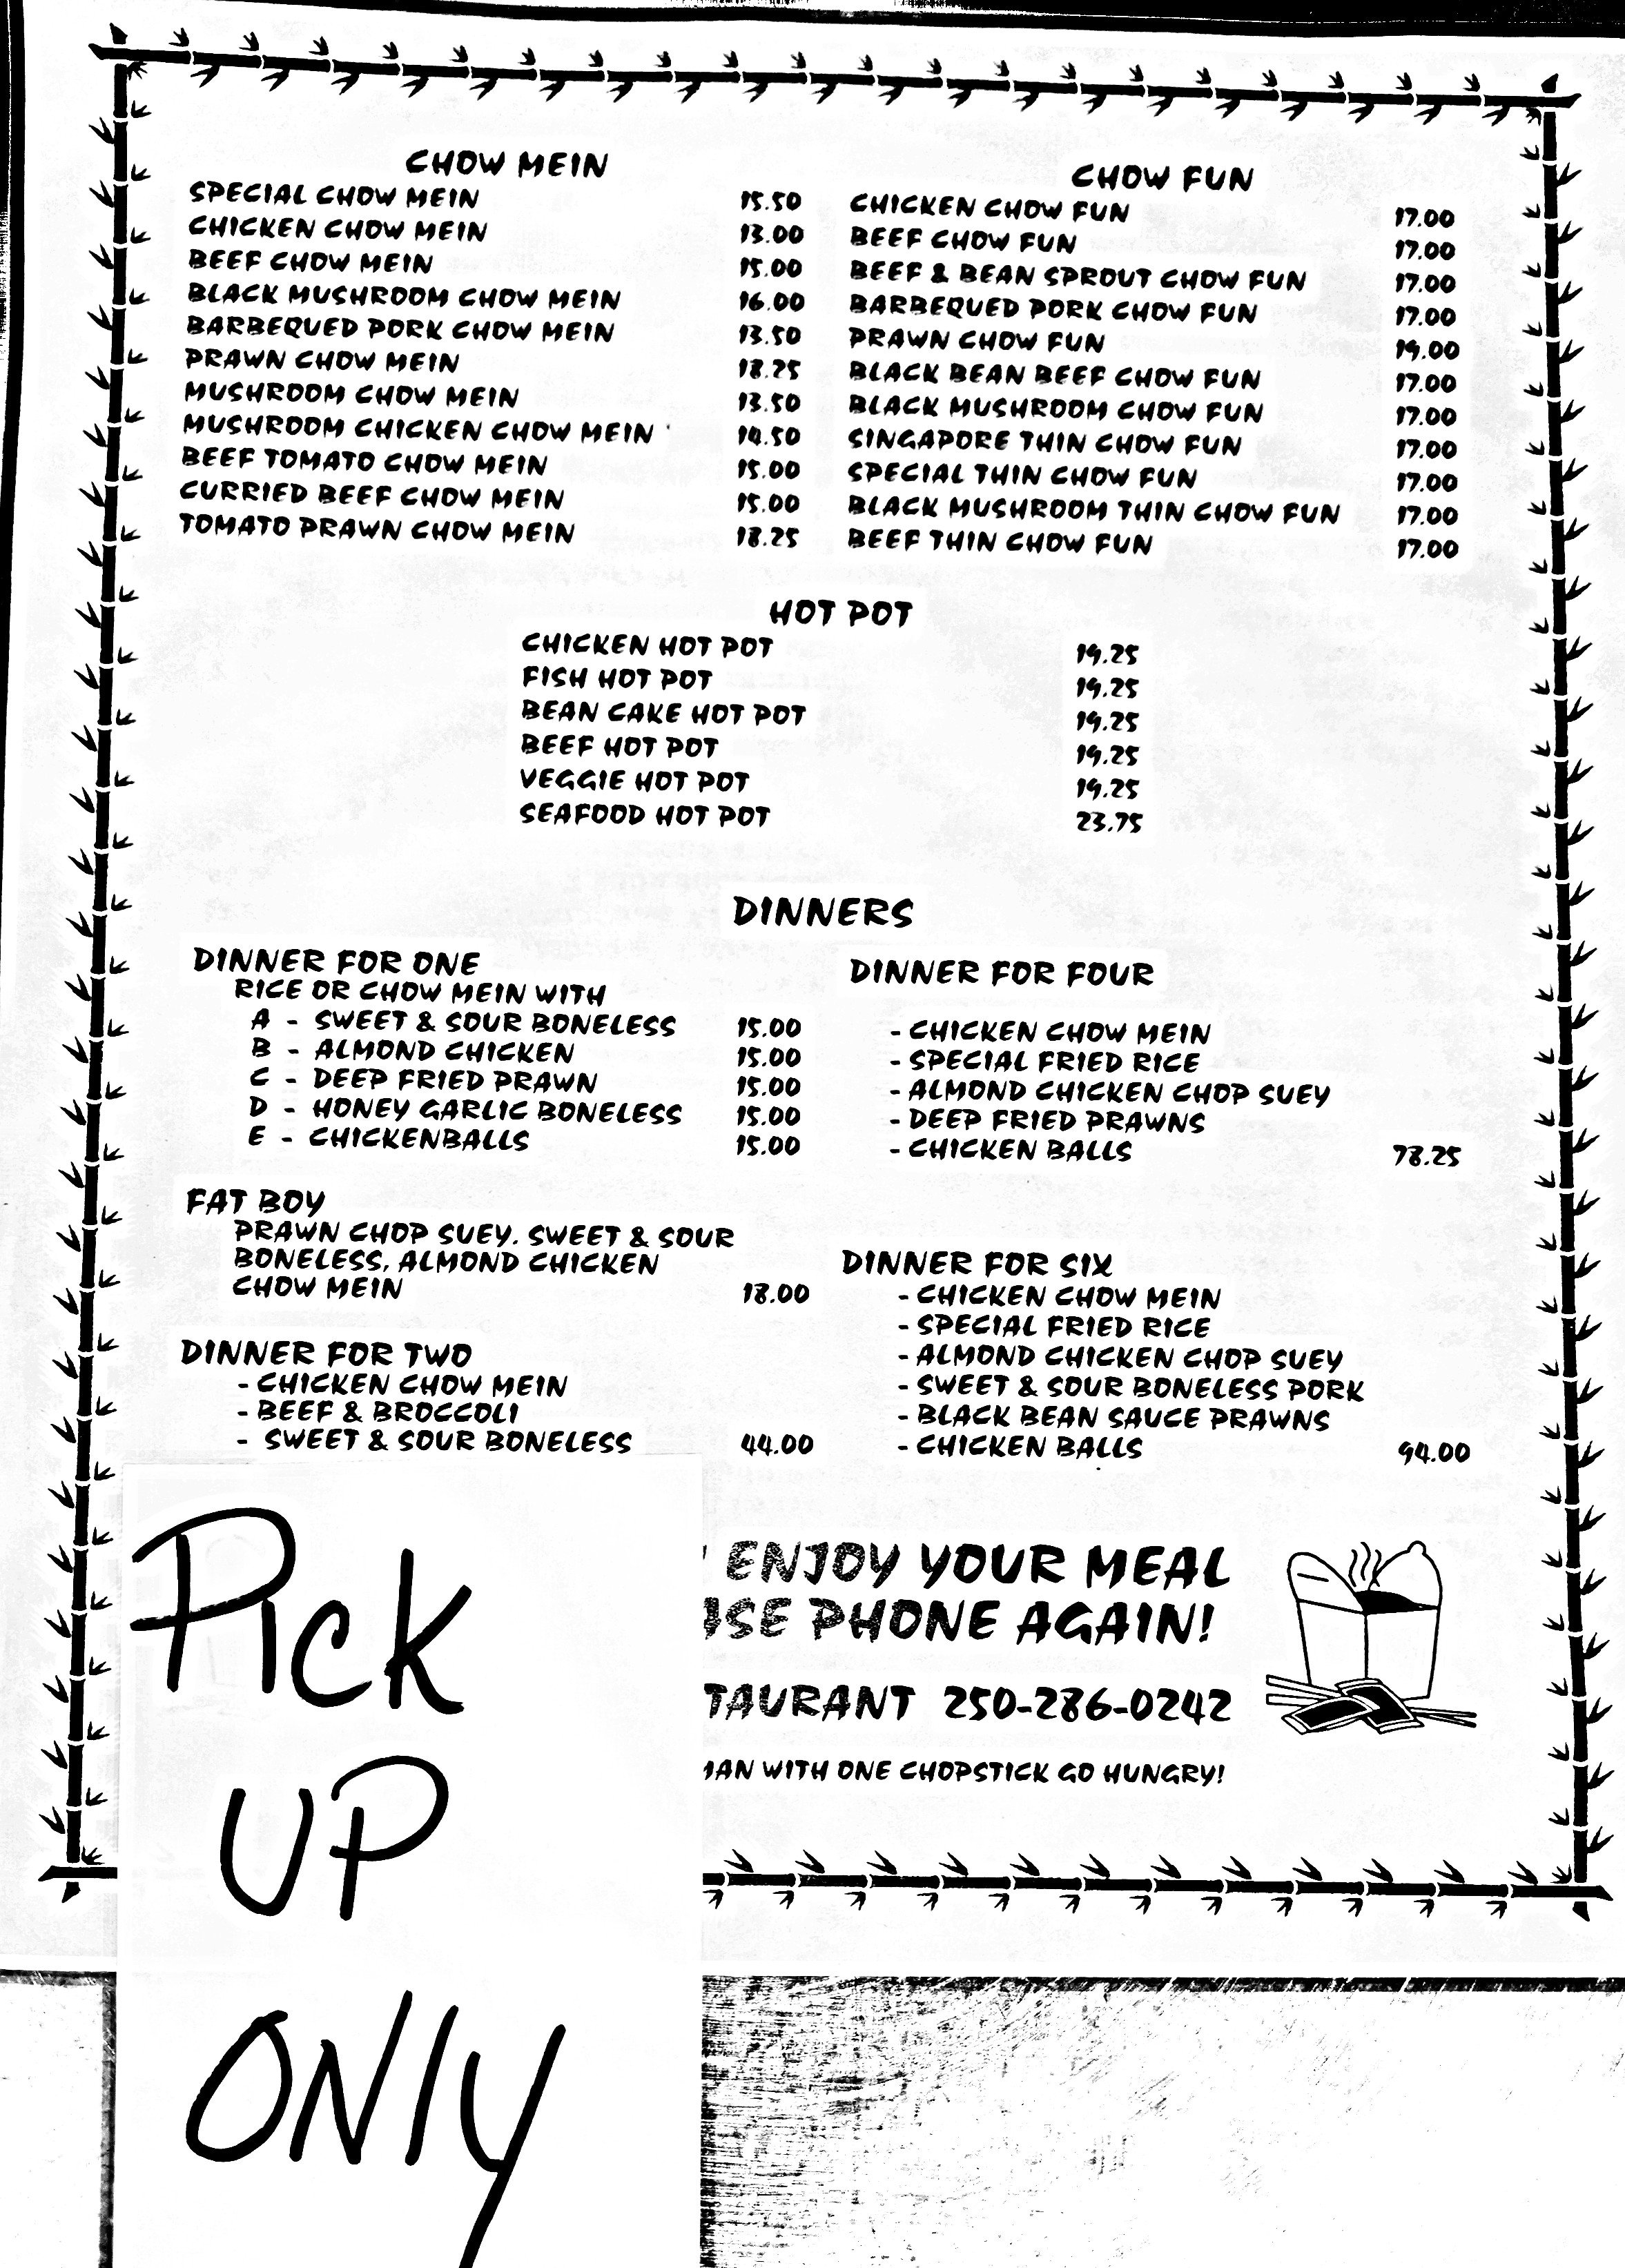 CHOW MEIN
SPECIAL CHOW MEIN 15.50
CHICKEN CHOW MEIN 13.00
BEEF CHOW MEIN 15.00
BLACK MUSHROOM CHOW MEIN 16.00
BARBEQUED PORK CHOW MEIN 13.50
PRAWN CHOW MEIN 18.25
MUSHROOM CHOW MEIN 13.50
MUSHROOM CHICKEN CHOW MEIN 14.50
BEEF TOMATO CHOW MEIN 15.00
CURRIED BEEF CHOW MEIN 15.00
TOMATO PRAWN CHOW MEIN 18.25
CHOW FUN
CHICKEN CHOW FUN 17.00
BEEF CHOW FUN 17.00
BEEF & BEAN SPROUT CHOW FUN 17.00
BARBEQUED PORK CHOW FUN 17.00
PRAWN CHOW FUN 19.00
BLACK BEAN BEEF CHOW FUN 17.00
BLACK MUSHROOM CHOW FUN 17.00
SINGAPORE THIN CHOW FUN 17.00
SPECIAL THIN CHOW FUN 17.00
BLACK MUSHROOM THIN CHOW FUN 17.00
BEEF THIN CHOW FUN 17.00
HOT POT
CHICKEN HOT POT 19.25
FISH HOT POT 19.25
BEAN CAKE HOT POT 19.25
BEEF HOT POT 19.25
VEGGIE HOT POT 19.25
SEAFOOD HOT POT 23.75
DINNERS
DINNER FOR ONE
RICE OR CHOW MEIN WITH
A - SWEET & SOUR BONELESS 15.00
B - ALMOND CHICKEN 15.00
C - DEEP FRIED PRAWN 15.00
D - HONEY GARLIC BONELESS 15.00
E - CHICKENBALLS 15.00
FAT BOY
PRAWN CHOP SUEY. SWEET & SOUR
BONELESS, ALMOND CHICKEN
CHOW MEIN 18.00
DINNER FOR TWO
- CHICKEN CHOW MEIN
- BEEF & BROCCOLI
- SWEET & SOUR BONELESS 44.00
DINNER FOR FOUR
- CHICKEN CHOW MEIN
- SPECIAL FRIED RICE
- ALMOND CHICKEN CHOP SUEY
- DEEP FRIED PRAWNS
- CHICKEN BALLS 78.25
DINNER FOR SIX
- CHICKEN CHOW MEIN
- SPECIAL FRIED RICE
- ALMOND CHICKEN CHOP SUEY
- SWEET & SOUR BONELESS PORK
- BLACK BEAN SAUCE PRAWNS
- CHICKEN BALLS 94.00
ENJOY YOUR MEAL
SE PHONE AGAIN!
TAURANT 250-286-0242
AN WITH ONE CHOPSTICK GO HUNGRY!
PICK
UP
ONLY